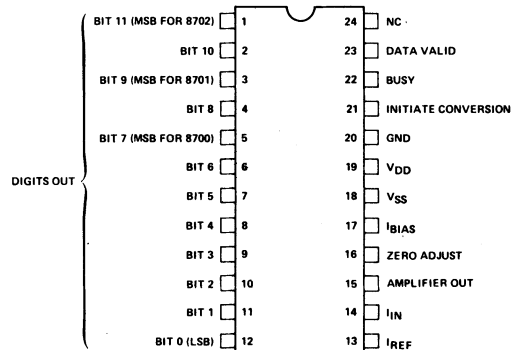 BIT 11 (MSB FOR 8702) 1 24 NC
BIT 10 2 23 DATA VALID
BIT 9 (MSB FOR 8701) 3 22 BUSY
BIT 8 4 21 INITIATE CONVERSION
BIT 7 (MSB FOR 8700) 5 20 GND
BIT 6 6 19 VDD
DIGITS OUT
BIT 5 7 18 VSS
BIT 4 8 17 IBIAS
BIT 3 9 16 ZERO ADJUST
BIT 2 10 15 AMPLIFIER OUT
BIT 1 11 14 IIN
BIT 0 (LSB) 12 13 IREF